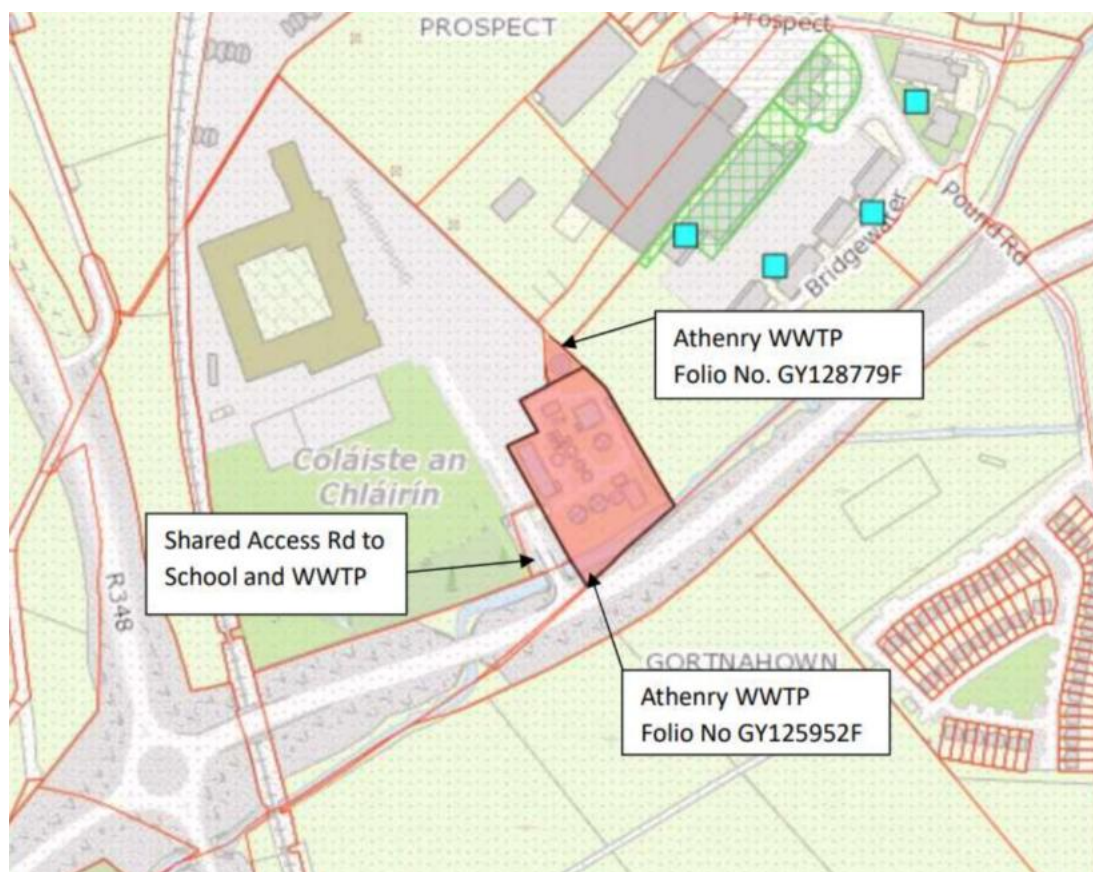 PROSPECT
Prospect
Pound Rd
Bridgewater
Athenry WWTP
Folio No. GY128779F
Coláiste an
Chláirín
Shared Access Rd to
School and WWTP
R348
GORTNAHOWN
Athenry WWTP
Folio No GY125952F